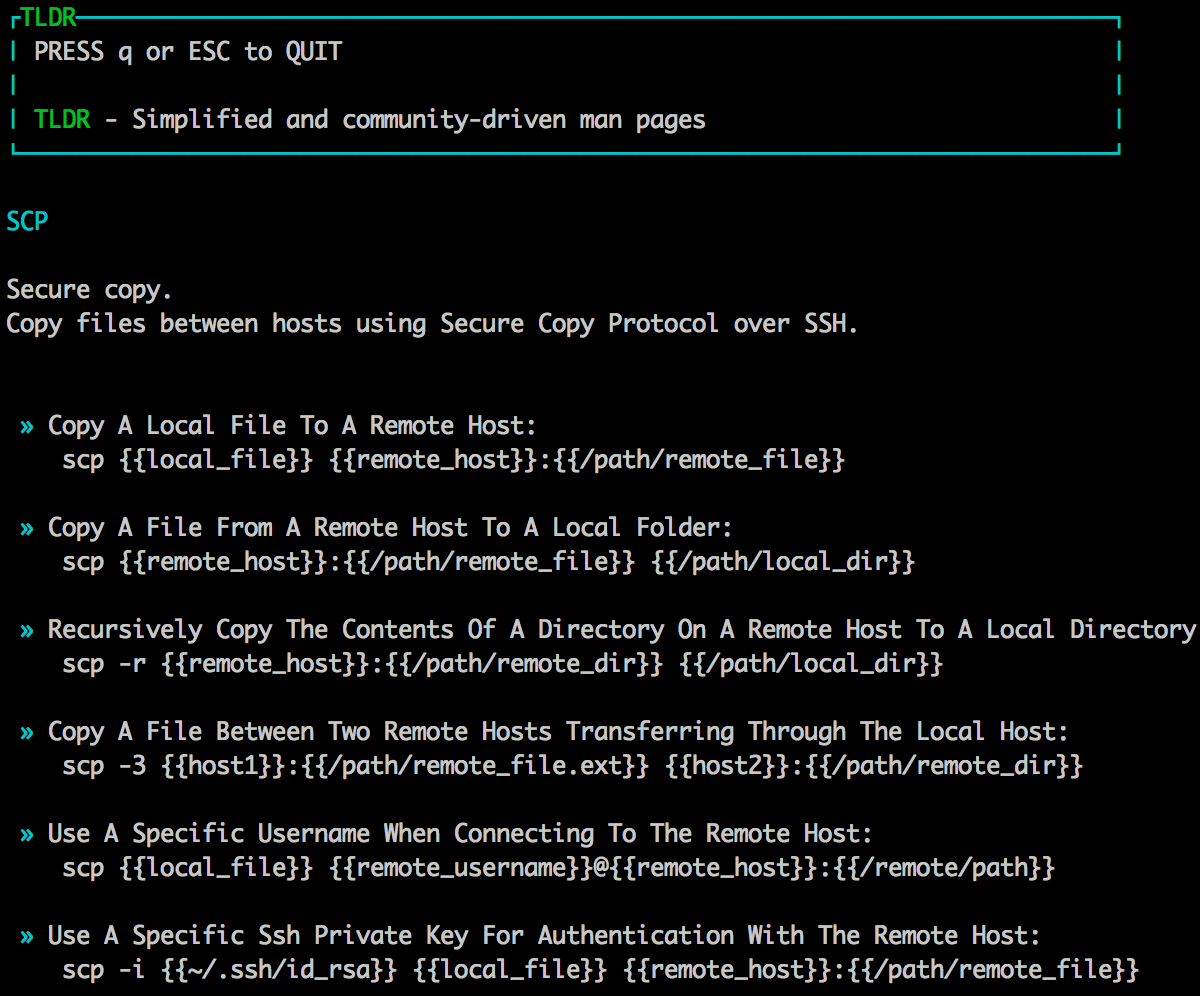 TLDR
PRESS q or ESC to QUIT
TLDR - Simplified and community-driven man pages
SCP
Secure copy.
Copy files between hosts using Secure Copy Protocol over SSH.
» Copy A Local File To A Remote Host:
scp {{local_file}} {{remote_host}}:{{/path/remote_file}}
» Copy A File From A Remote Host To A Local Folder:
scp {{remote_host}}:{{/path/remote_file}} {{/path/local_dir}}
» Recursively Copy The Contents Of A Directory On A Remote Host To A Local Directory
scp -r {{remote_host}}:{{/path/remote_dir}} {{/path/local_dir}}
» Copy A File Between Two Remote Hosts Transferring Through The Local Host:
scp -3 {{host1}}:{{/path/remote_file.ext}} {{host2}}:{{/path/remote_dir}}
» Use A Specific Username When Connecting To The Remote Host:
scp {{local_file}} {{remote_username}}@{{remote_host}}:{{/remote/path}}
» Use A Specific Ssh Private Key For Authentication With The Remote Host:
scp -i {{~/.ssh/id_rsa}} {{local_file}} {{remote_host}}:{{/path/remote_file}}